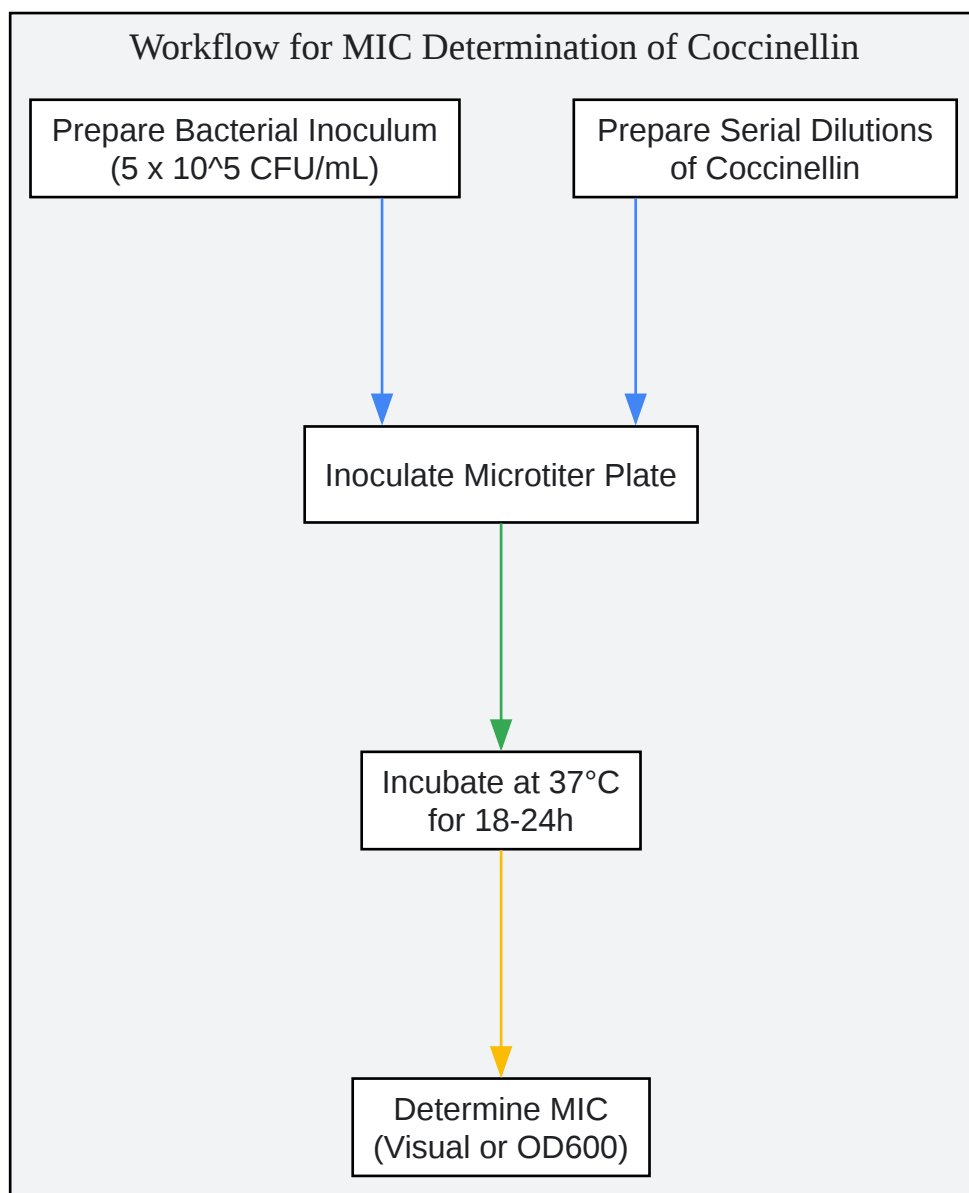 Workflow for MIC Determination of Coccinellin
Prepare Bacterial Inoculum
(5 x 10^5 CFU/mL)
Prepare Serial Dilutions
of Coccinellin
Inoculate Microtiter Plate
Incubate at 37°C
for 18-24h
Determine MIC
(Visual or OD600)